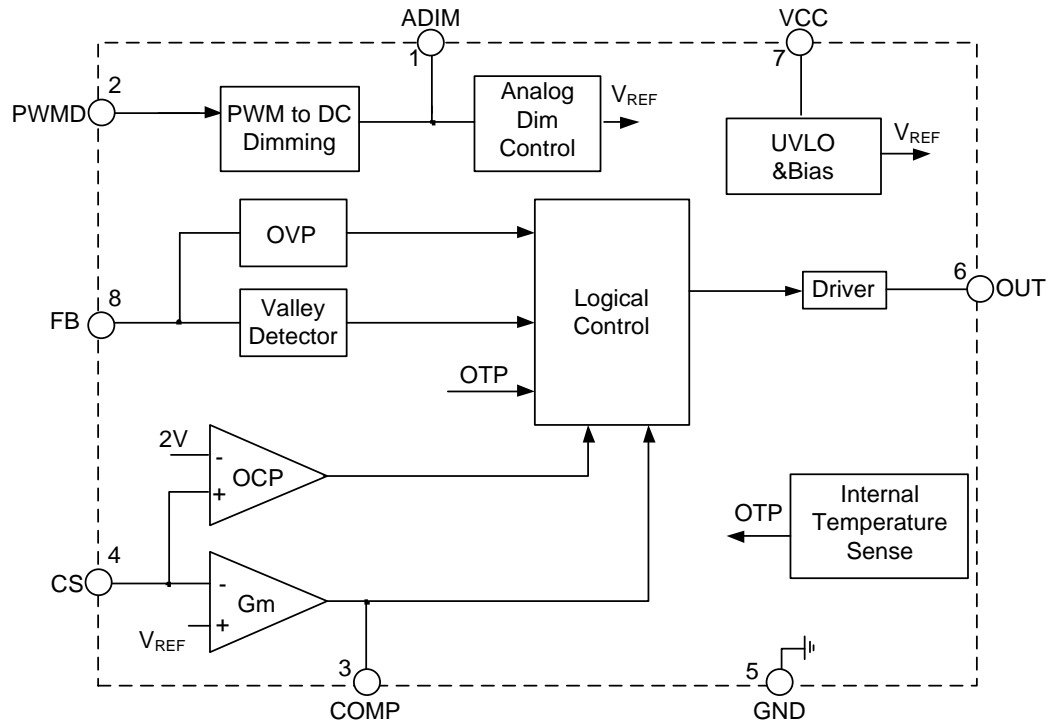 ADIM
VCC
1
7
2
PWMD
PWM to DC
Dimming
Analog
Dim
Control
VREF
UVLO
&Bias
VREF
OVP
8
FB
Valley
Detector
Logical
Control
Driver
6
OUT
OTP
2V
-
OCP
+
Internal
Temperature
Sense
OTP
4
CS
-
Gm
+
VREF
3
COMP
5
GND